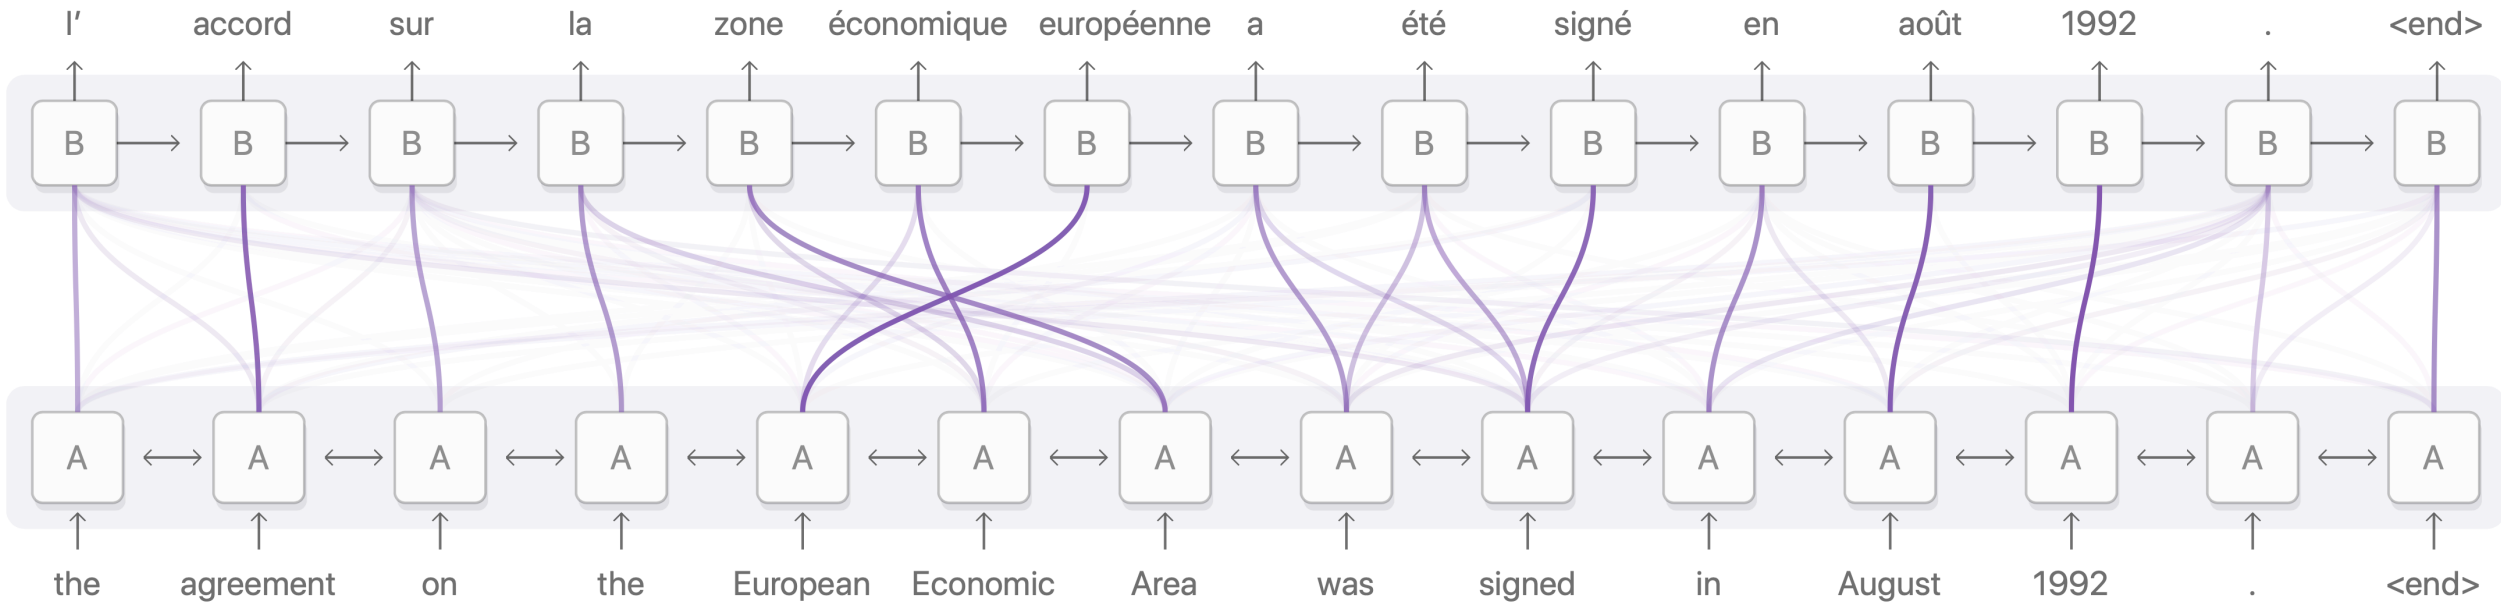 l’ accord sur la zone économique européenne a été signé en août 1992 . <end>
B B B B B B B B B B B B B B B
A A A A A A A A A A A A A A
the agreement on the European Economic Area was signed in August 1992 . <end>